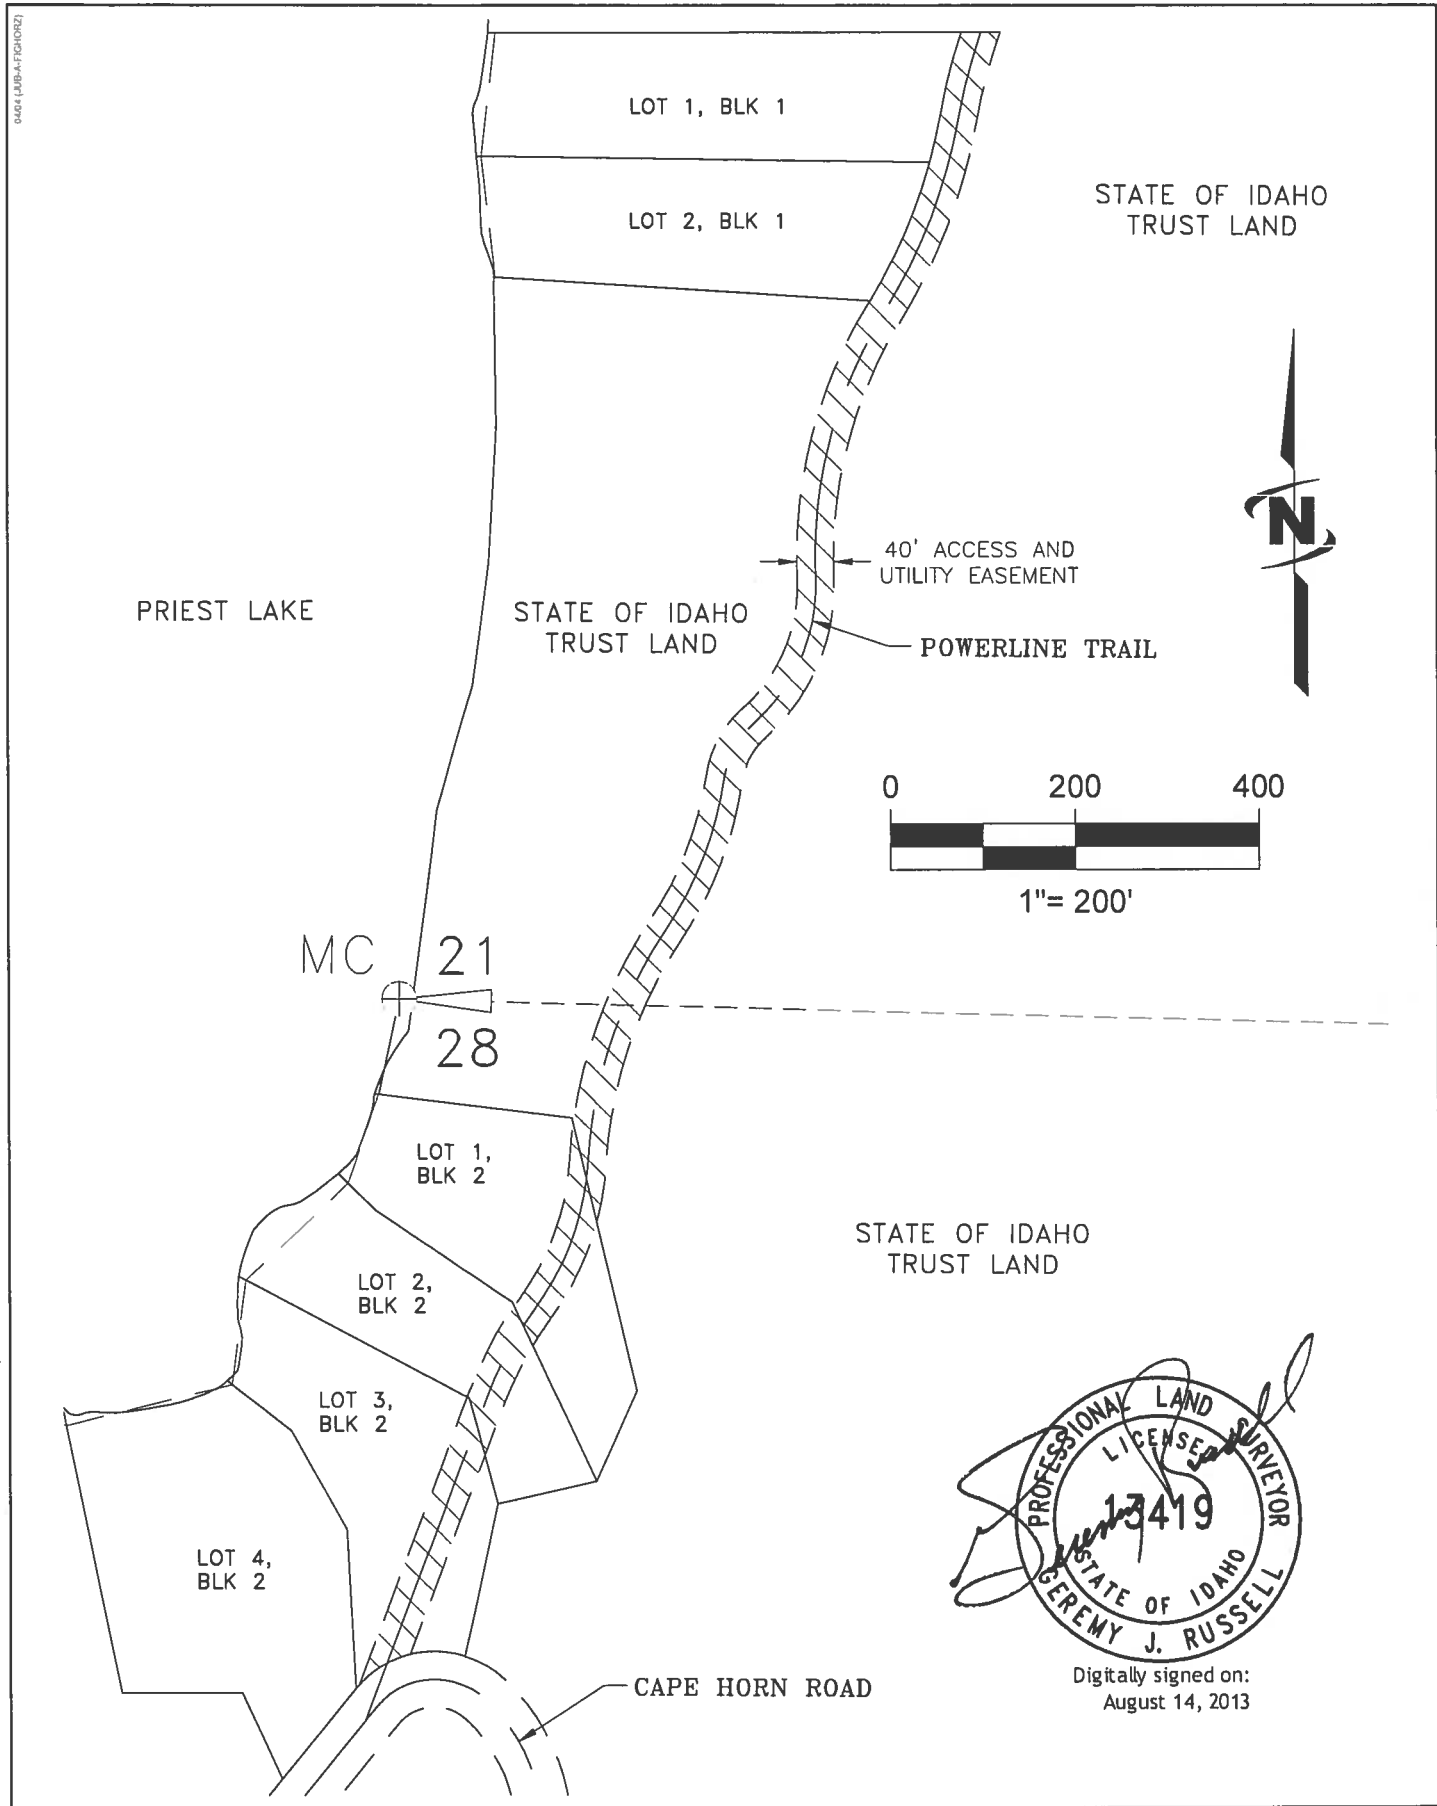 04/04 (JUB-A-FIGHORZ)
LOT 1, BLK 1
LOT 2, BLK 1
STATE OF IDAHO
TRUST LAND
N
40' ACCESS AND
UTILITY EASEMENT
PRIEST LAKE
STATE OF IDAHO
TRUST LAND
POWERLINE TRAIL
0 200 400
1"= 200'
MC 21
28
LOT 1,
BLK 2
STATE OF IDAHO
TRUST LAND
LOT 2,
BLK 2
LOT 3,
BLK 2
LOT 4,
BLK 2
PROFESSIONAL LAND SURVEYOR
LICENSED
13419
STATE OF IDAHO
GEREMY J. RUSSELL
Digitally signed on:
August 14, 2013
CAPE HORN ROAD